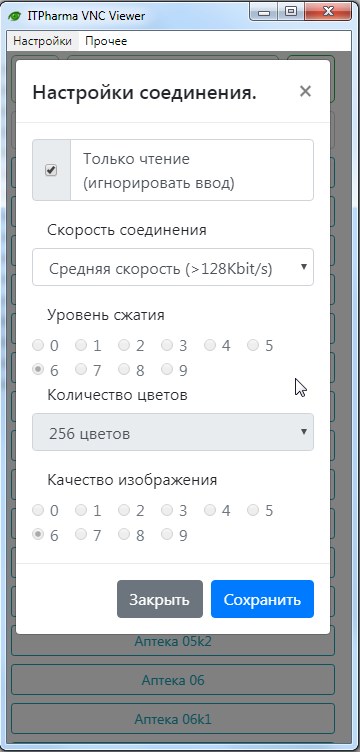 ITPharma VNC Viewer
Настройки Прочее
Настройки соединения. ×
Только чтение
(игнорировать ввод)
Скорость соединения
Средняя скорость (>128Kbit/s)
Уровень сжатия
0 1 2 3 4 5
6 7 8 9
Количество цветов
256 цветов
Качество изображения
0 1 2 3 4 5
6 7 8 9
Закрыть Сохранить
Аптека 05k2
Аптека 06
Аптека 06k1